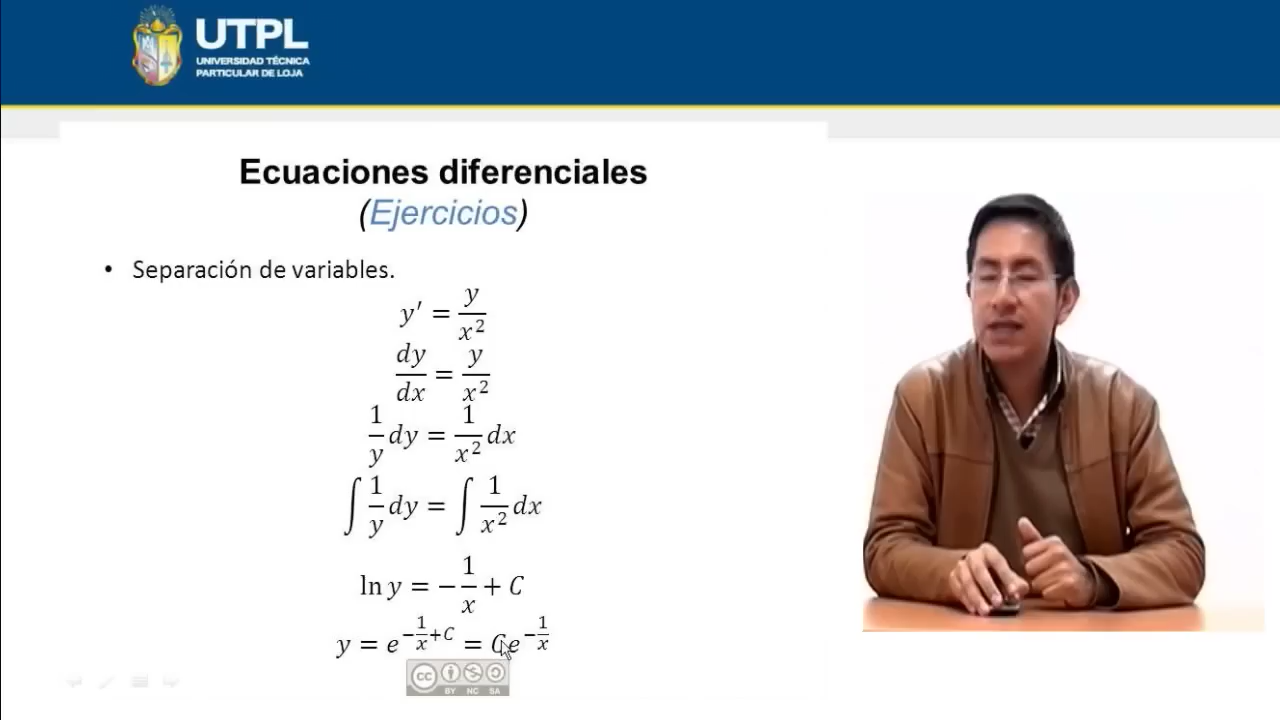 UTPL
UNIVERSIDAD TÉCNICA
PARTICULAR DE LOJA
Ecuaciones diferenciales
(Ejercicios)
• Separación de variables.
y′ = y/x²
dy/dx = y/x²
1/y dy = 1/x² dx
∫ 1/y dy = ∫ 1/x² dx
ln y = −1/x + C
y = e^(−1/x + C) = Ce^(−1/x)
cc BY NC SA